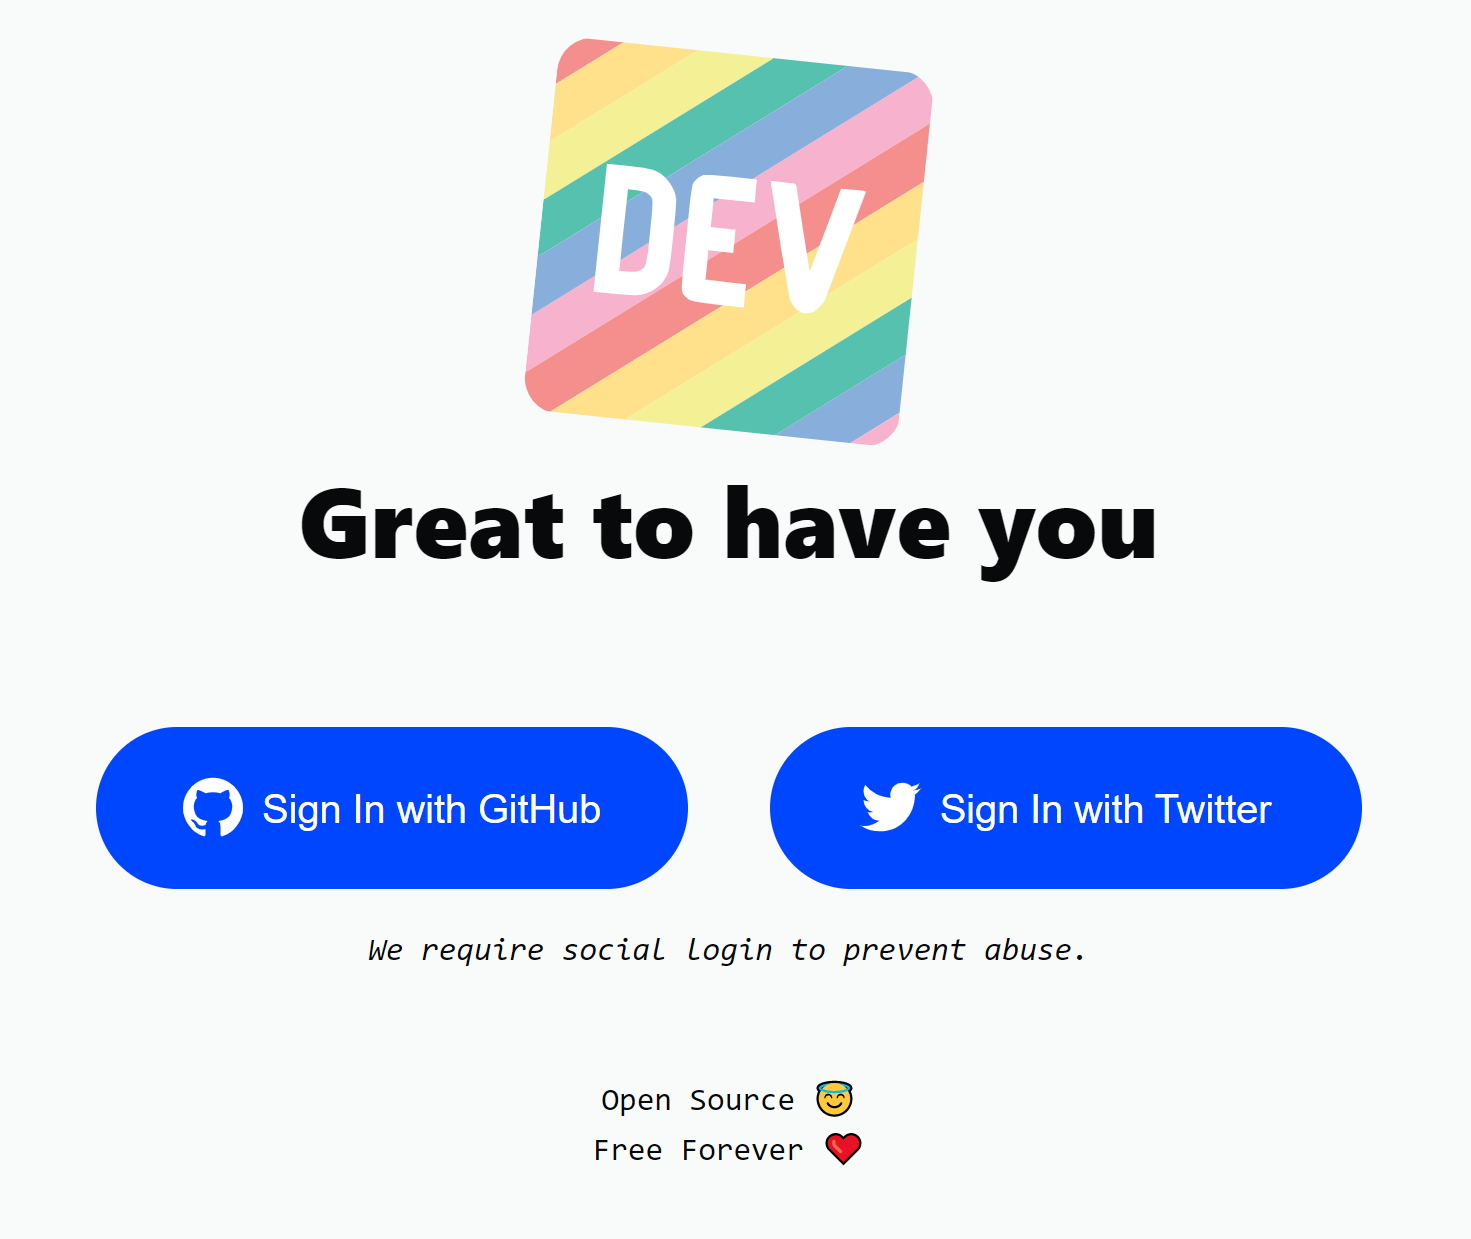 DEV
Great to have you
Sign In with GitHub
Sign In with Twitter
We require social login to prevent abuse.
Open Source 😇
Free Forever ❤️